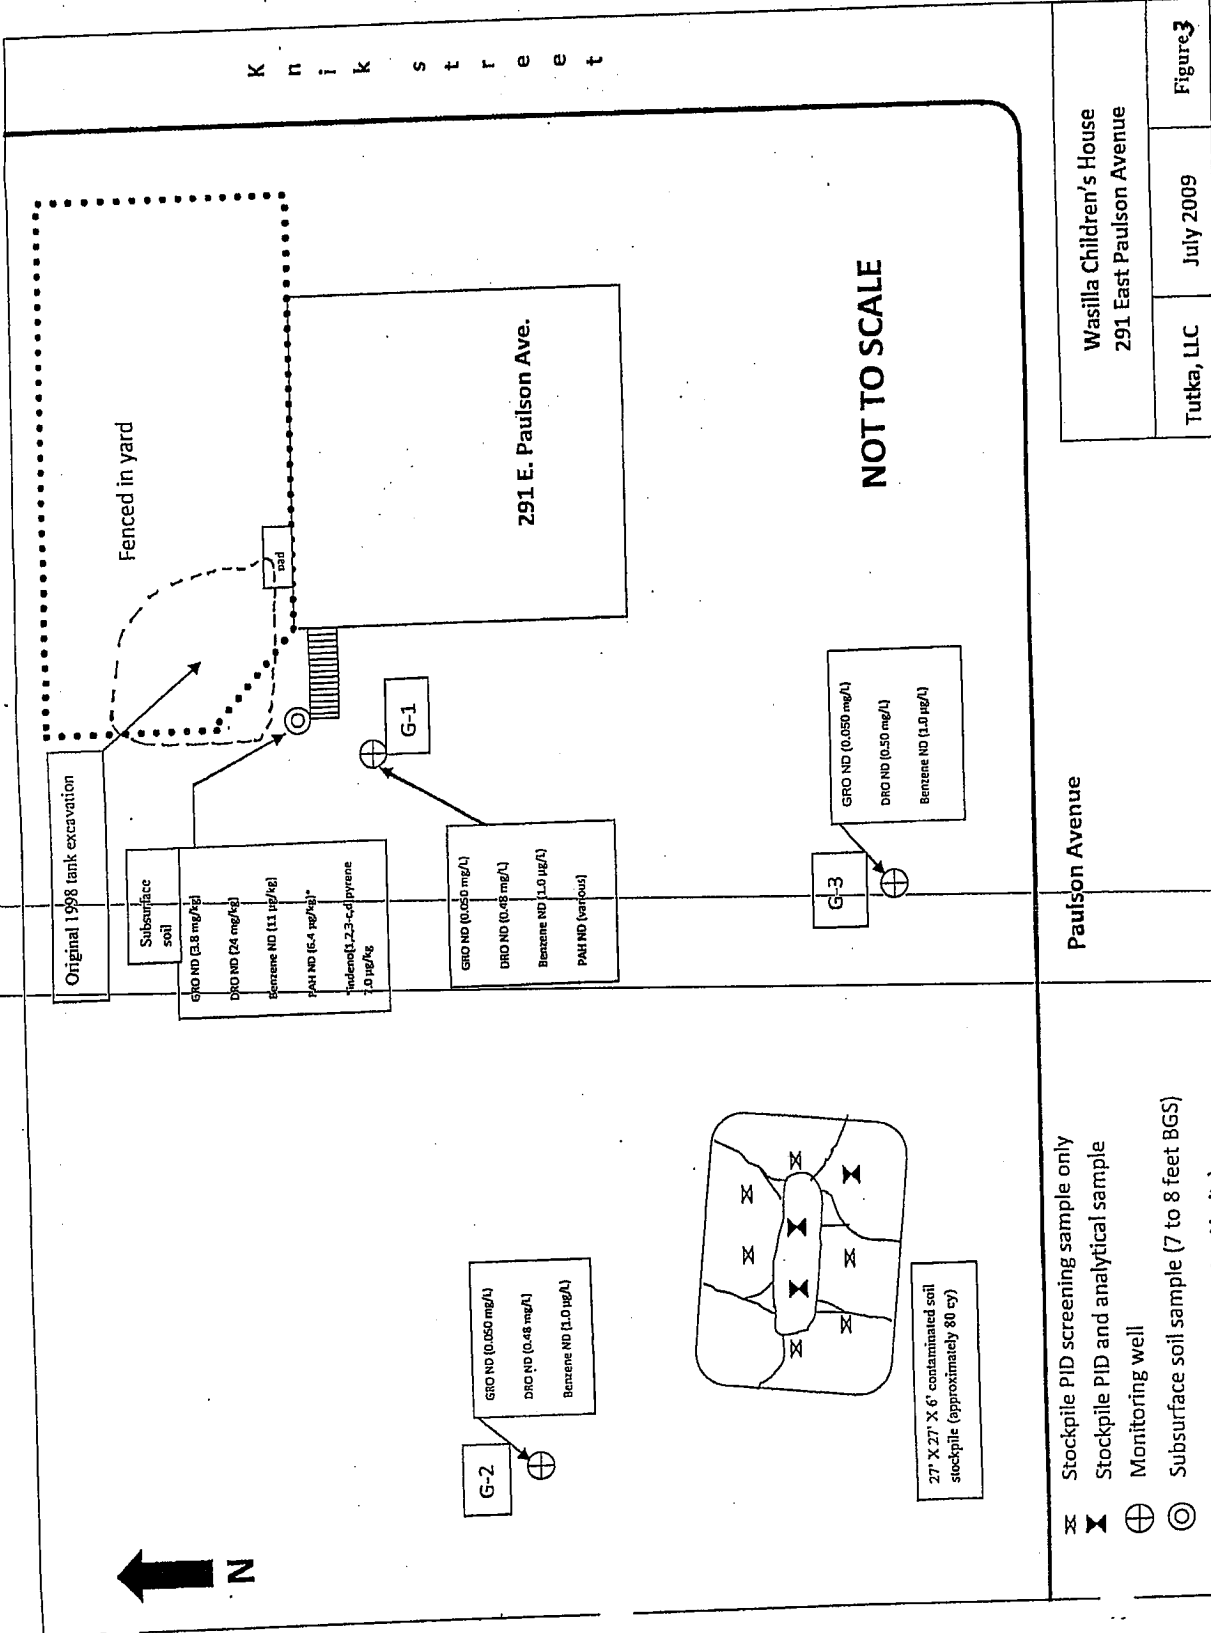 K n i k s t r e e t
Fenced in yard
pad
291 E. Paulson Ave.
NOT TO SCALE
Original 1998 tank excavation
Subsurface
soil
GRO ND (3.8 mg/kg)
DRO ND (24 mg/kg)
Benzene ND (11 µg/kg)
PAH ND (6.4 µg/kg)*
*indeno[1,2,3-c,d]pyrene
7.0 µg/kg
G-1
GRO ND (0.050 mg/L)
DRO ND (0.48 mg/L)
Benzene ND (1.0 µg/L)
PAH ND (various)
G-3
GRO ND (0.050 mg/L)
DRO ND (0.50 mg/L)
Benzene ND (1.0 µg/L)
G-2
GRO ND (0.050 mg/L)
DRO ND (0.48 mg/L)
Benzene ND (1.0 µg/L)
27' X 27' X 6' contaminated soil
stockpile (approximately 80 cy)
N
Paulson Avenue
Stockpile PID screening sample only
Stockpile PID and analytical sample
Monitoring well
Subsurface soil sample (7 to 8 feet BGS)
Wasilla Children's House
291 East Paulson Avenue
Tutka, LLC
July 2009
Figure 3